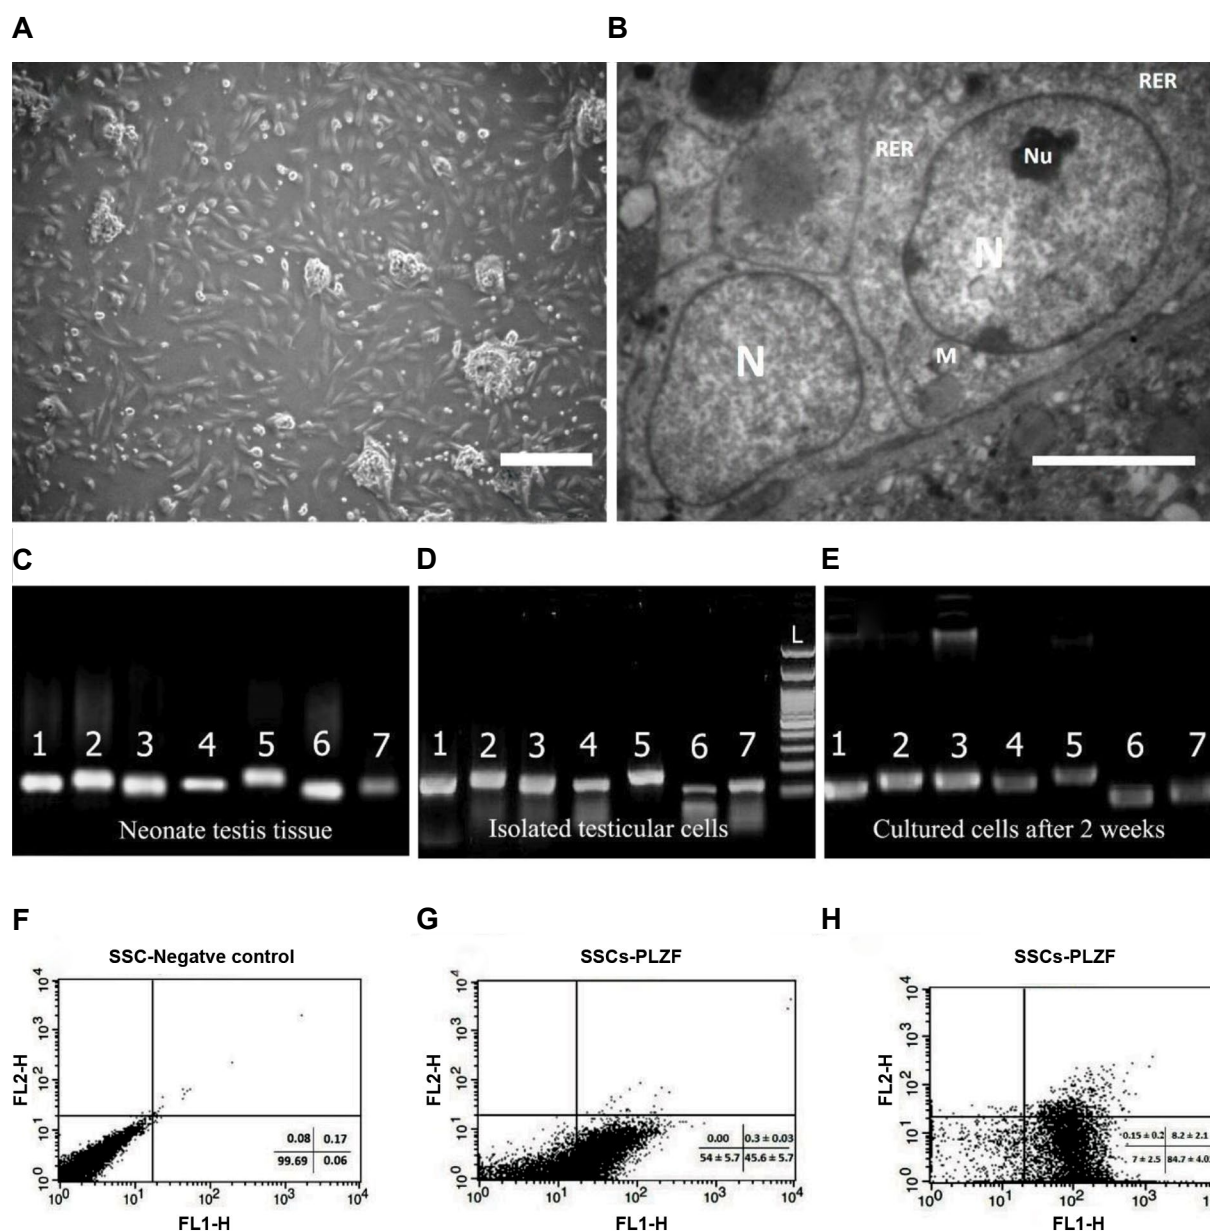 A
B
RER
RER
Nu
N
N
M
C
D
E
L
1 2 3 4 5 6 7
Neonate testis tissue
1 2 3 4 5 6 7
Isolated testicular cells
1 2 3 4 5 6 7
Cultured cells after 2 weeks
F
G
H
SSC-Negatve control
FL2-H
10⁴
10³
10²
10¹
10⁰
0.08 0.17
99.69 0.06
10⁰ 10¹ 10² 10³ 10⁴
FL1-H
SSCs-PLZF
FL2-H
10⁴
10³
10²
10¹
10⁰
0.00 0.3 ± 0.03
54 ± 5.7 45.6 ± 5.7
10⁰ 10¹ 10² 10³ 10⁴
FL1-H
SSCs-PLZF
FL2-H
10⁴
10³
10²
10¹
10⁰
0.15 ± 0.2 8.2 ± 2.1
7 ± 2.5
10⁰ 10¹ 10² 10³
FL1-H